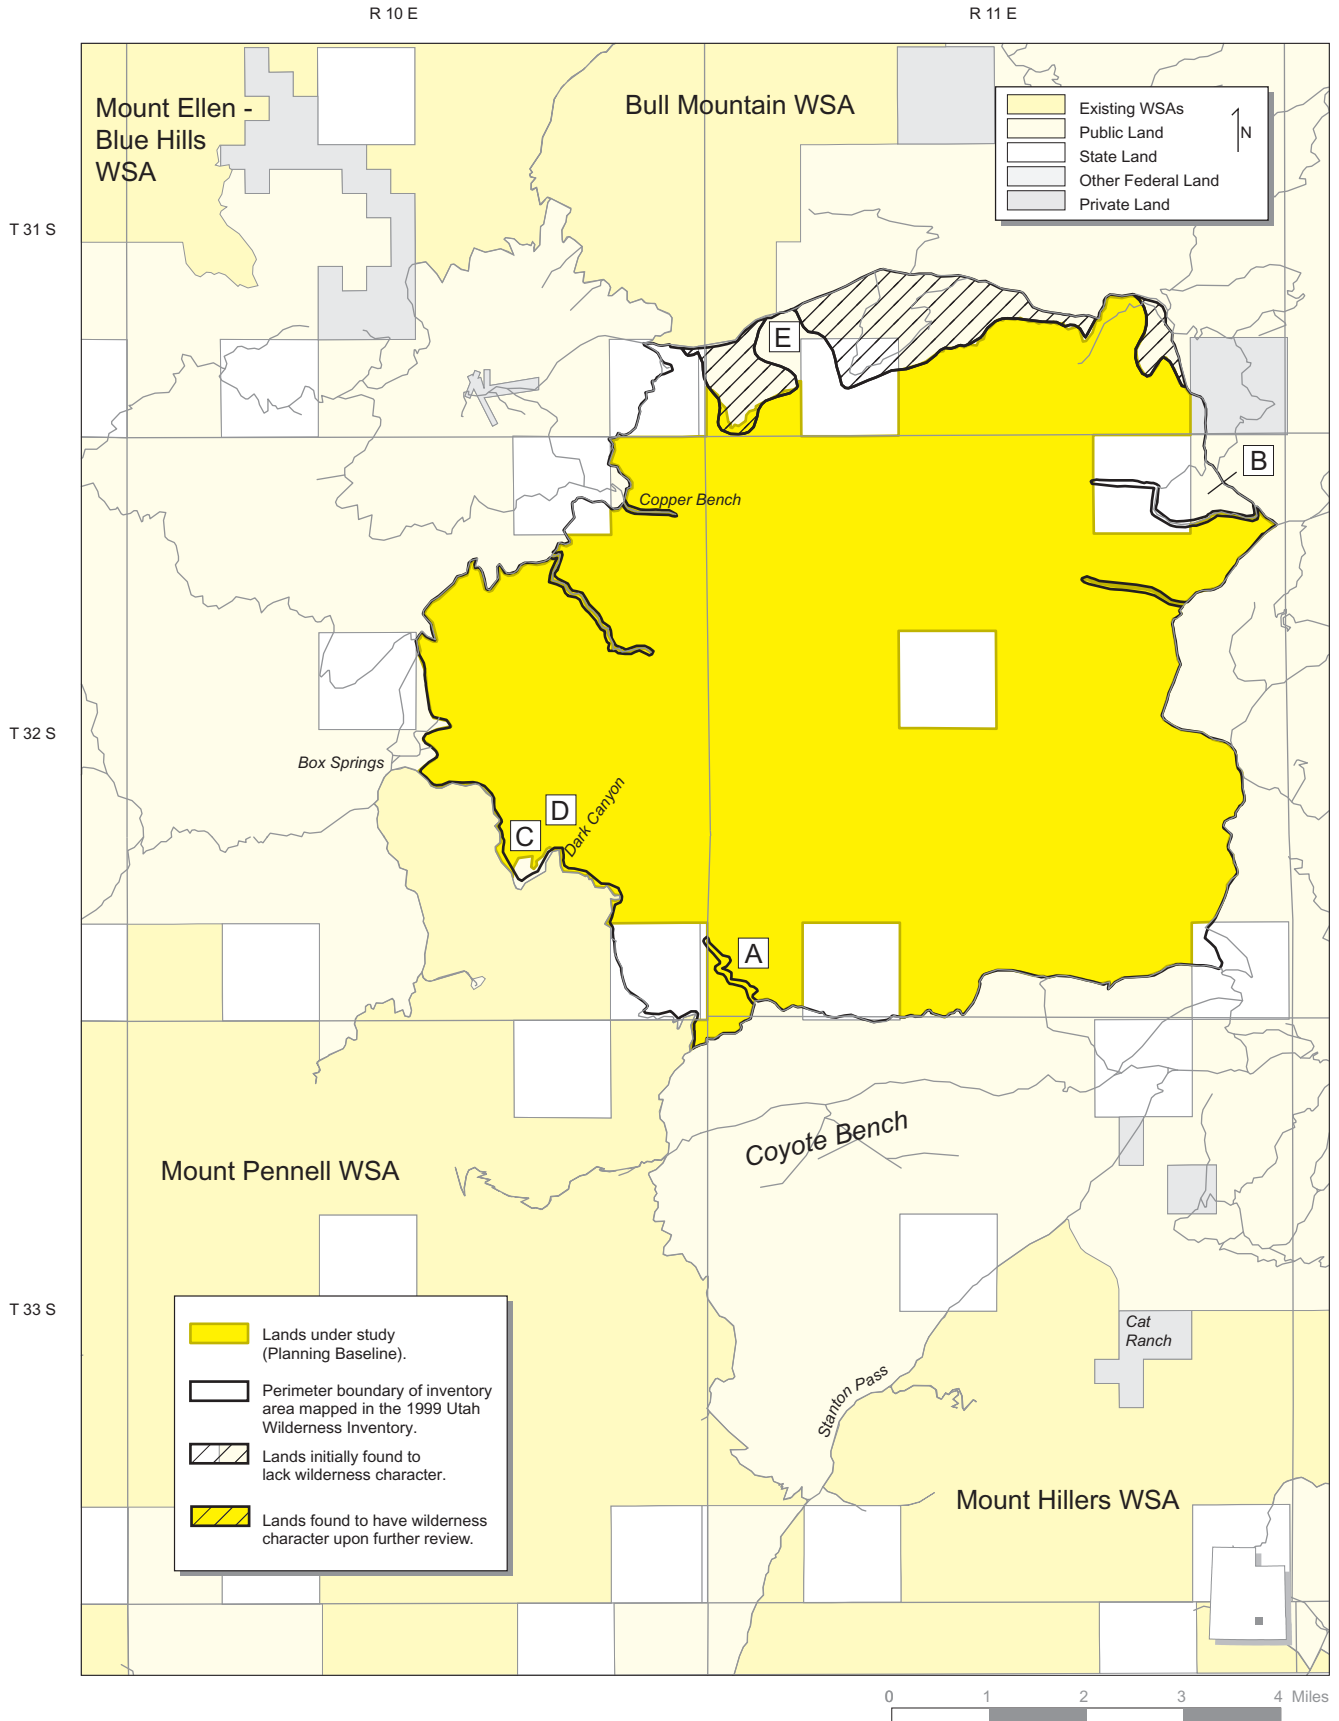 R 10 E
R 11 E
Mount Ellen -
Blue Hills
WSA
Bull Mountain WSA
Existing WSAs
Public Land
State Land
Other Federal Land
Private Land
N
T 31 S
E
B
Copper Bench
T 32 S
Box Springs
D
C
Dark Canyon
A
Coyote Bench
Mount Pennell WSA
T 33 S
Cat
Ranch
Stanton Pass
Lands under study
(Planning Baseline).
Perimeter boundary of inventory
area mapped in the 1999 Utah
Wilderness Inventory.
Lands initially found to
lack wilderness character.
Lands found to have wilderness
character upon further review.
Mount Hillers WSA
0 1 2 3 4 Miles